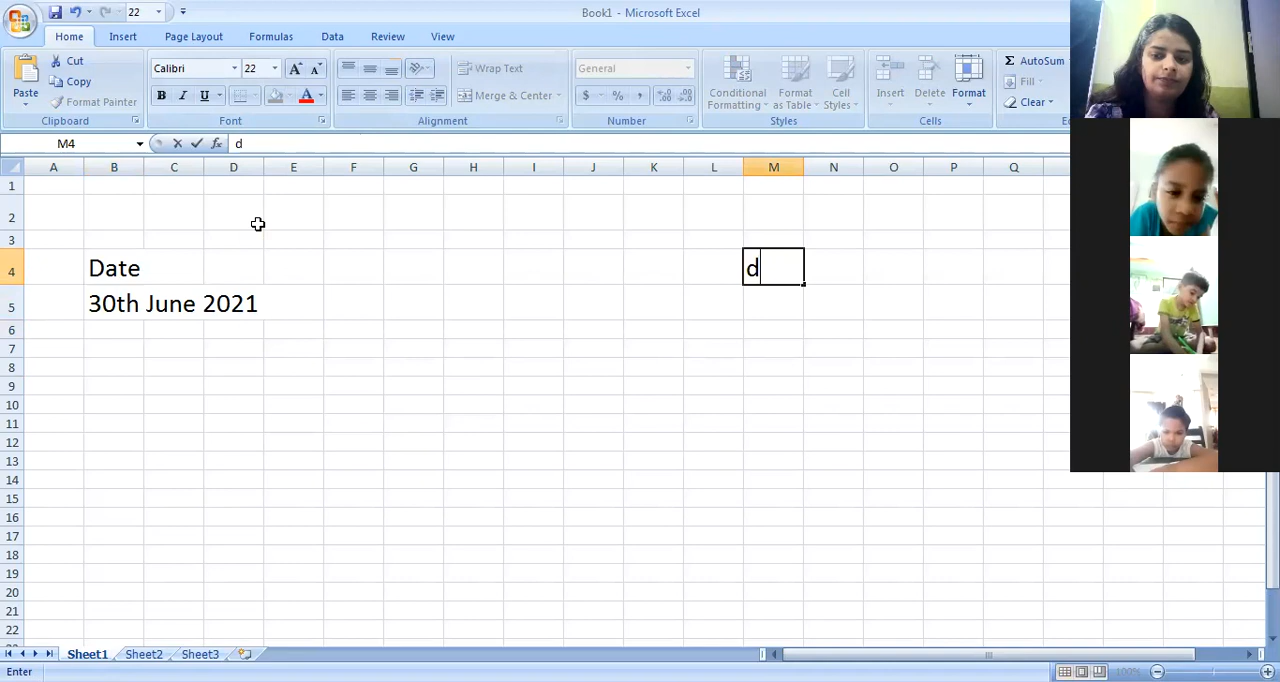 22
Book1 - Microsoft Excel
Home Insert Page Layout Formulas Data Review View
Paste
Cut
Copy
Format Painter
Clipboard
Calibri 22
B I U A
Font
Wrap Text
Merge & Center
Alignment
General
$ % ,
Number
Conditional Formatting
Format as Table
Cell Styles
Styles
Insert Delete Format
Cells
Σ AutoSum
Fill
Clear
M4 fx d
A B C D E F G H I J K L M N O P Q
1
2
3
4 Date d
5 30th June 2021
6
7
8
9
10
11
12
13
14
15
16
17
18
19
20
21
22
Sheet1 Sheet2 Sheet3
Enter 100%